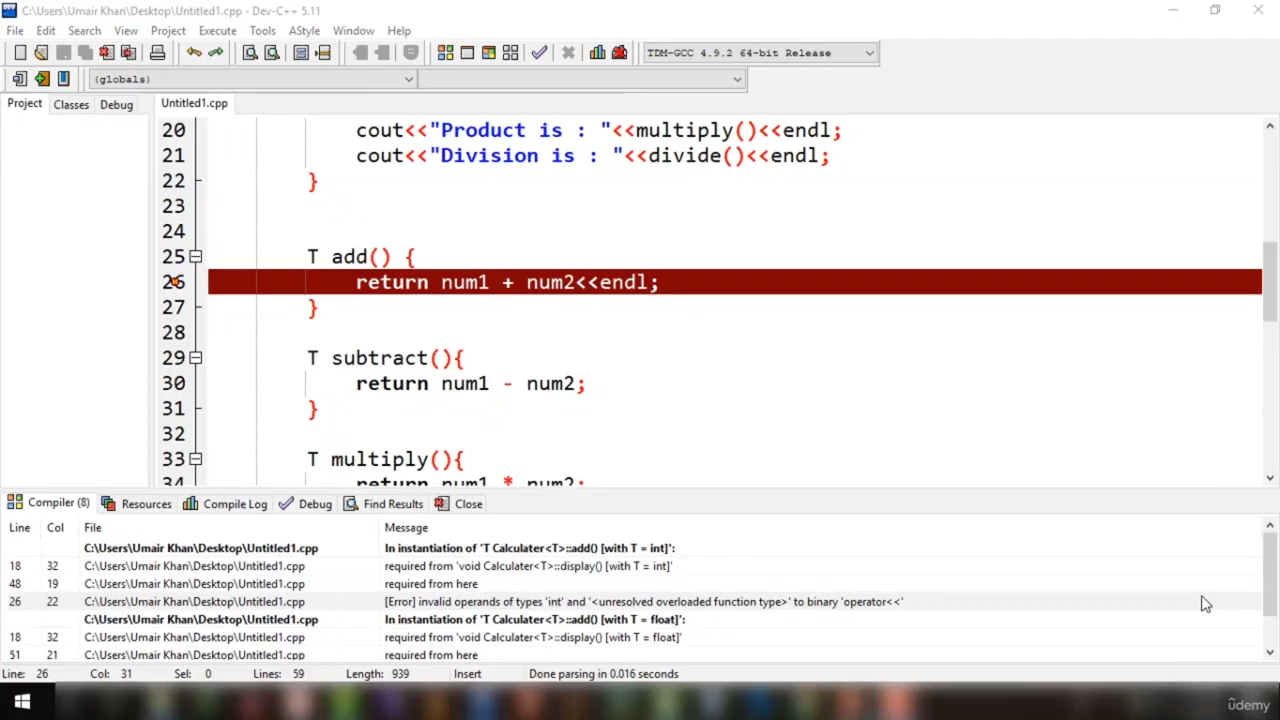 C:\Users\Umair Khan\Desktop\Untitled1.cpp - Dev-C++ 5.11
File Edit Search View Project Execute Tools AStyle Window Help
TDM-GCC 4.9.2 64-bit Release
(globals)
Project Classes Debug Untitled1.cpp
20 cout<<"Product is : "<<multiply()<<endl;
21 cout<<"Division is : "<<divide()<<endl;
22 }
23
24
25 T add() {
26 return num1 + num2<<endl;
27 }
28
29 T subtract(){
30 return num1 - num2;
31 }
32
33 T multiply(){
34 return num1 * num2;
Compiler (8) Resources Compile Log Debug Find Results Close
Line Col File Message
C:\Users\Umair Khan\Desktop\Untitled1.cpp In instantiation of 'T Calculater<T>::add() [with T = int]':
18 32 C:\Users\Umair Khan\Desktop\Untitled1.cpp required from 'void Calculater<T>::display() [with T = int]'
48 19 C:\Users\Umair Khan\Desktop\Untitled1.cpp required from here
26 22 C:\Users\Umair Khan\Desktop\Untitled1.cpp [Error] invalid operands of types 'int' and '<unresolved overloaded function type>' to binary 'operator<<'
C:\Users\Umair Khan\Desktop\Untitled1.cpp In instantiation of 'T Calculater<T>::add() [with T = float]':
18 32 C:\Users\Umair Khan\Desktop\Untitled1.cpp required from 'void Calculater<T>::display() [with T = float]'
51 21 C:\Users\Umair Khan\Desktop\Untitled1.cpp required from here
Line: 26 Col: 31 Sel: 0 Lines: 59 Length: 939 Insert Done parsing in 0.016 seconds
ûdemy